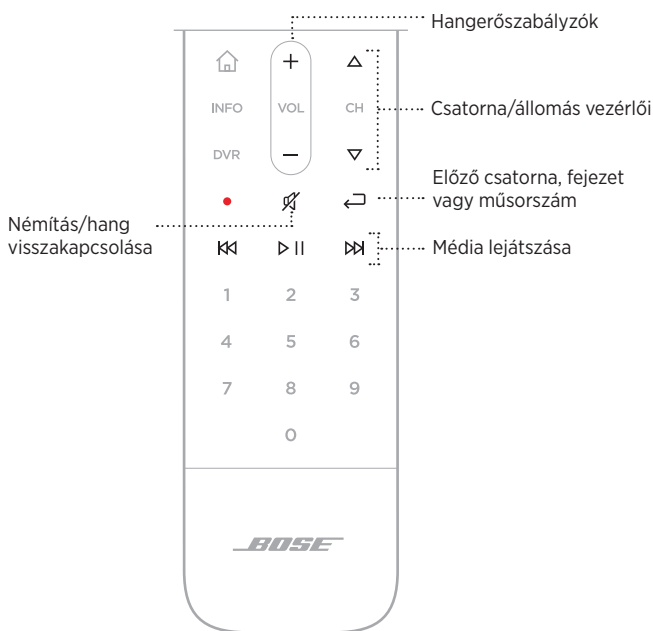 Hangerőszabályzók
INFO VOL CH
Csatorna/állomás vezérlői
DVR
Előző csatorna, fejezet
vagy műsorszám
Némítás/hang
visszakapcsolása
Média lejátszása
1 2 3
4 5 6
7 8 9
0
BOSE